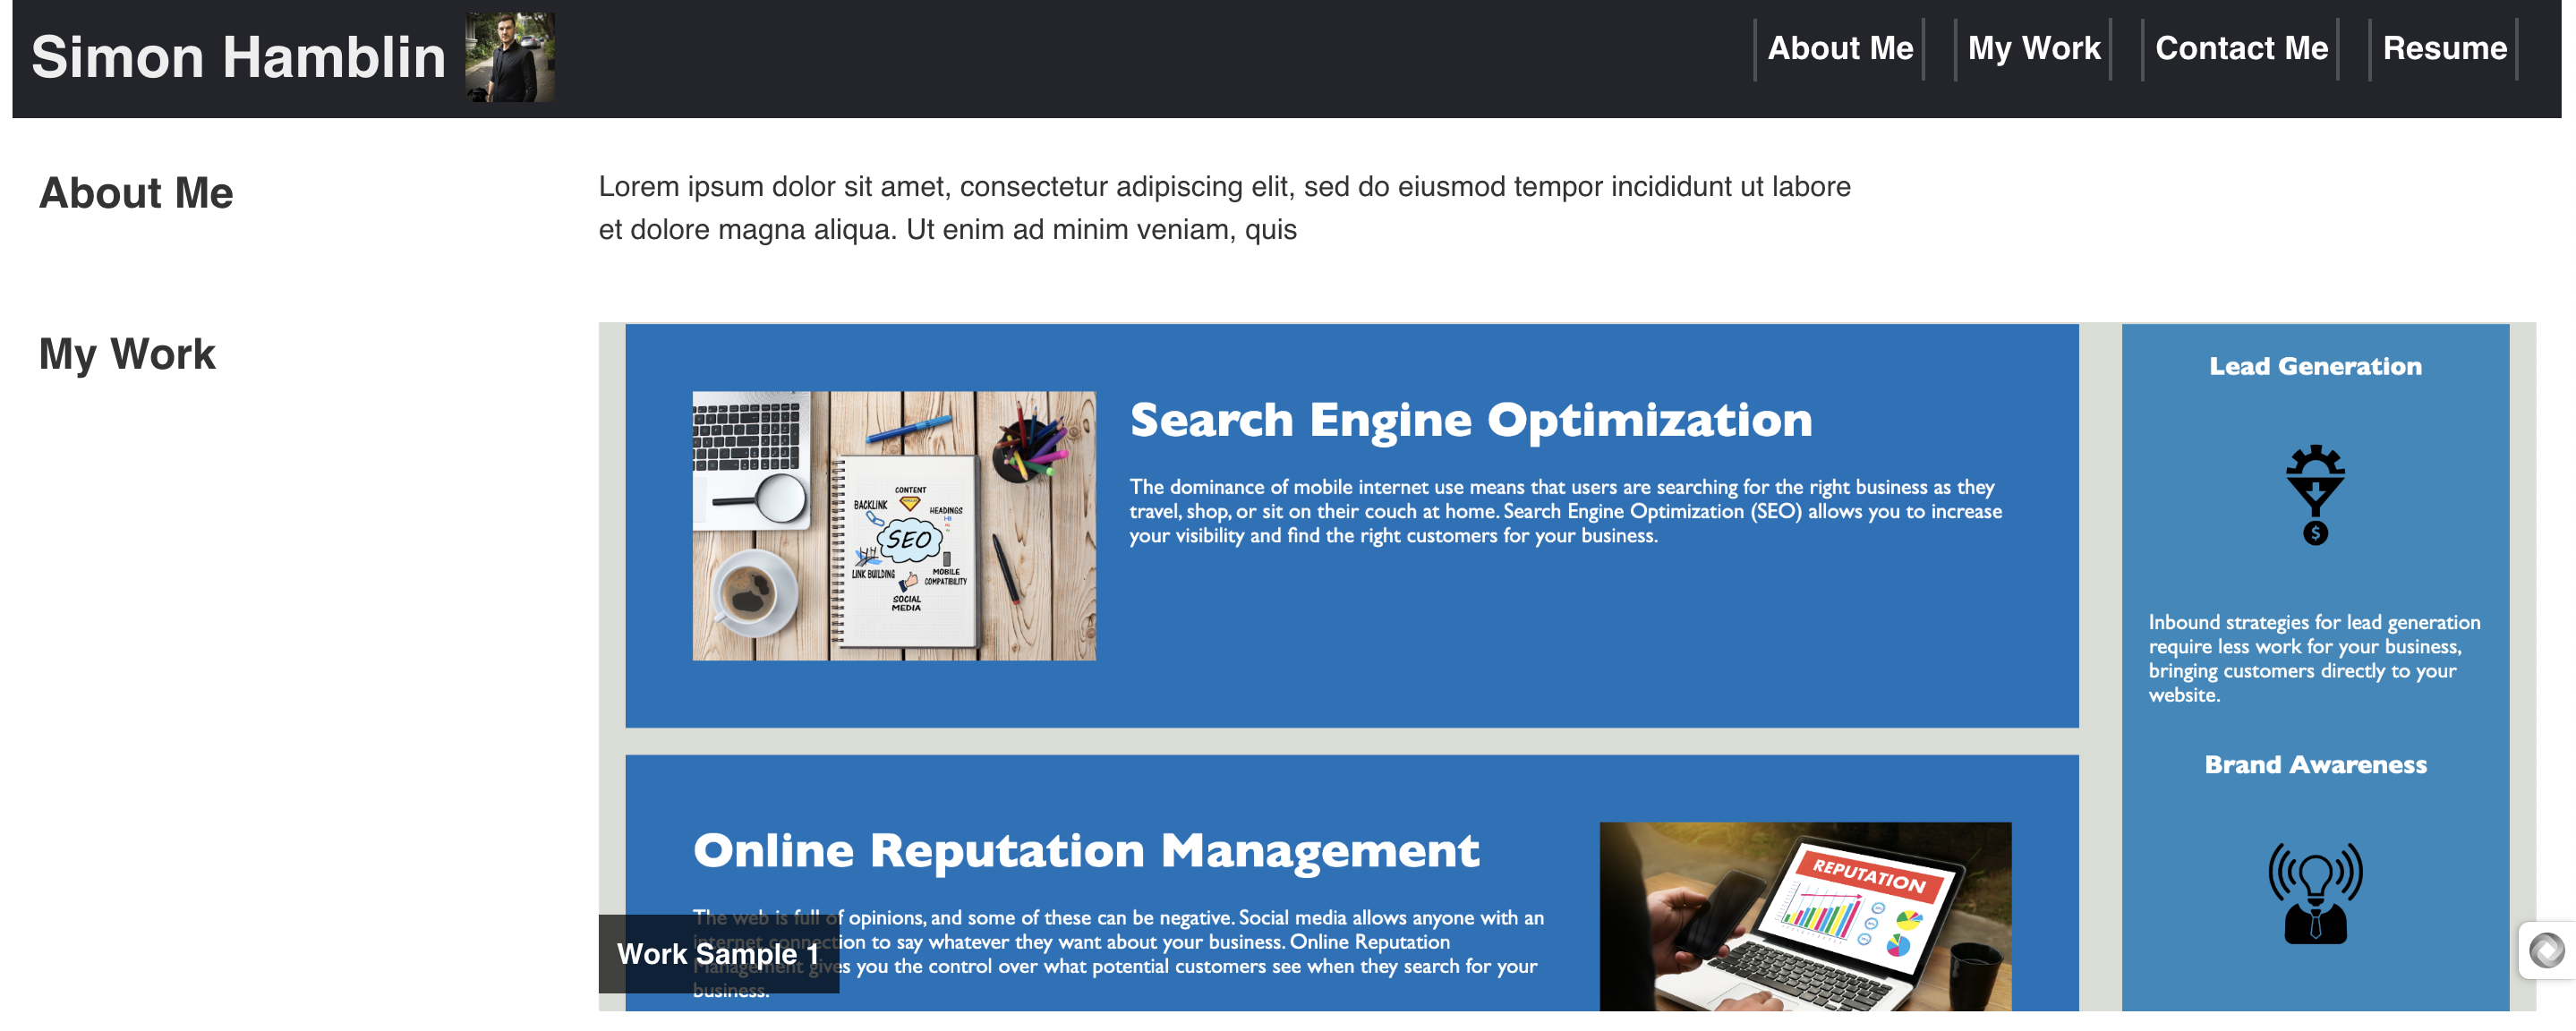 Simon Hamblin
About Me
My Work
Contact Me
Resume
About Me
Lorem ipsum dolor sit amet, consectetur adipiscing elit, sed do eiusmod tempor incididunt ut labore
et dolore magna aliqua. Ut enim ad minim veniam, quis
My Work
CONTENT
BACKLINK
HEADINGS
H1
SEO
LINK BUILDING
MOBILE
COMPATIBILITY
SOCIAL
MEDIA
Search Engine Optimization
The dominance of mobile internet use means that users are searching for the right business as they
travel, shop, or sit on their couch at home. Search Engine Optimization (SEO) allows you to increase
your visibility and find the right customers for your business.
Online Reputation Management
The web is full of opinions, and some of these can be negative. Social media allows anyone with an
internet connection to say whatever they want about your business. Online Reputation
Management gives you the control over what potential customers see when they search for your
business.
Work Sample 1
REPUTATION
Lead Generation
$
Inbound strategies for lead generation
require less work for your business,
bringing customers directly to your
website.
Brand Awareness